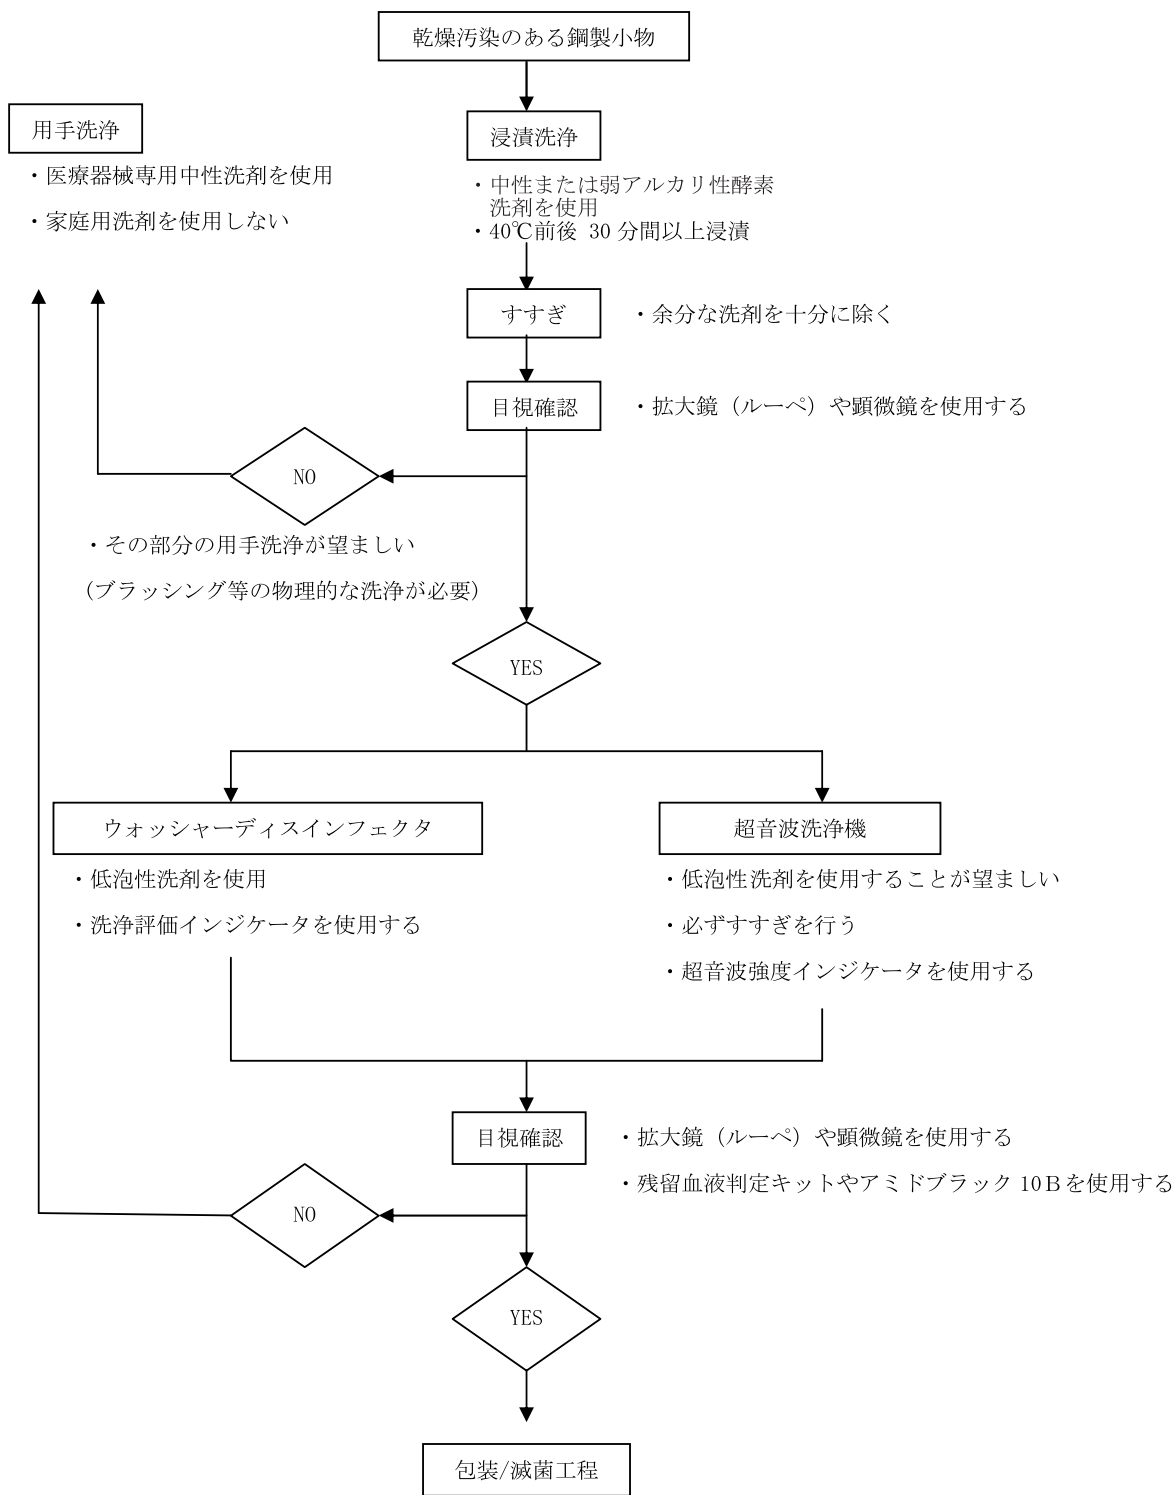 乾燥汚染のある鋼製小物
用手洗浄
・医療器械専用中性洗剤を使用
・家庭用洗剤を使用しない
浸漬洗浄
・中性または弱アルカリ性酵素
洗剤を使用
・40℃前後 30 分間以上浸漬
すすぎ
・余分な洗剤を十分に除く
目視確認
・拡大鏡（ルーペ）や顕微鏡を使用する
NO
・その部分の用手洗浄が望ましい
（ブラッシング等の物理的な洗浄が必要）
YES
ウォッシャーディスインフェクタ
・低泡性洗剤を使用
・洗浄評価インジケータを使用する
超音波洗浄機
・低泡性洗剤を使用することが望ましい
・必ずすすぎを行う
・超音波強度インジケータを使用する
目視確認
・拡大鏡（ルーペ）や顕微鏡を使用する
・残留血液判定キットやアミドブラック 10Ｂを使用する
NO
YES
包装/滅菌工程